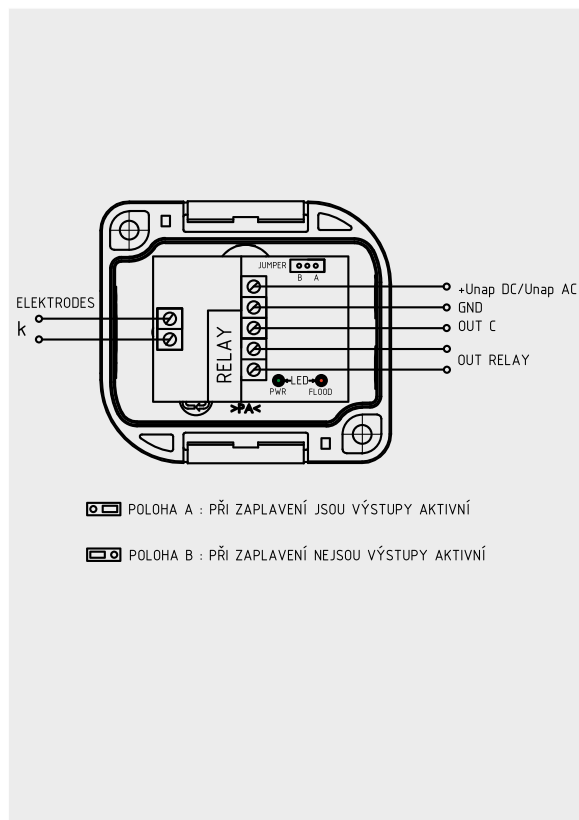 JUMPER
B A
ELEKTRODES
k
+Unap DC/Unap AC
GND
OUT C
OUT RELAY
RELAY
LED
PWR FLOOD
>PA<
POLOHA A : PŘI ZAPLAVENÍ JSOU VÝSTUPY AKTIVNÍ
POLOHA B : PŘI ZAPLAVENÍ NEJSOU VÝSTUPY AKTIVNÍ